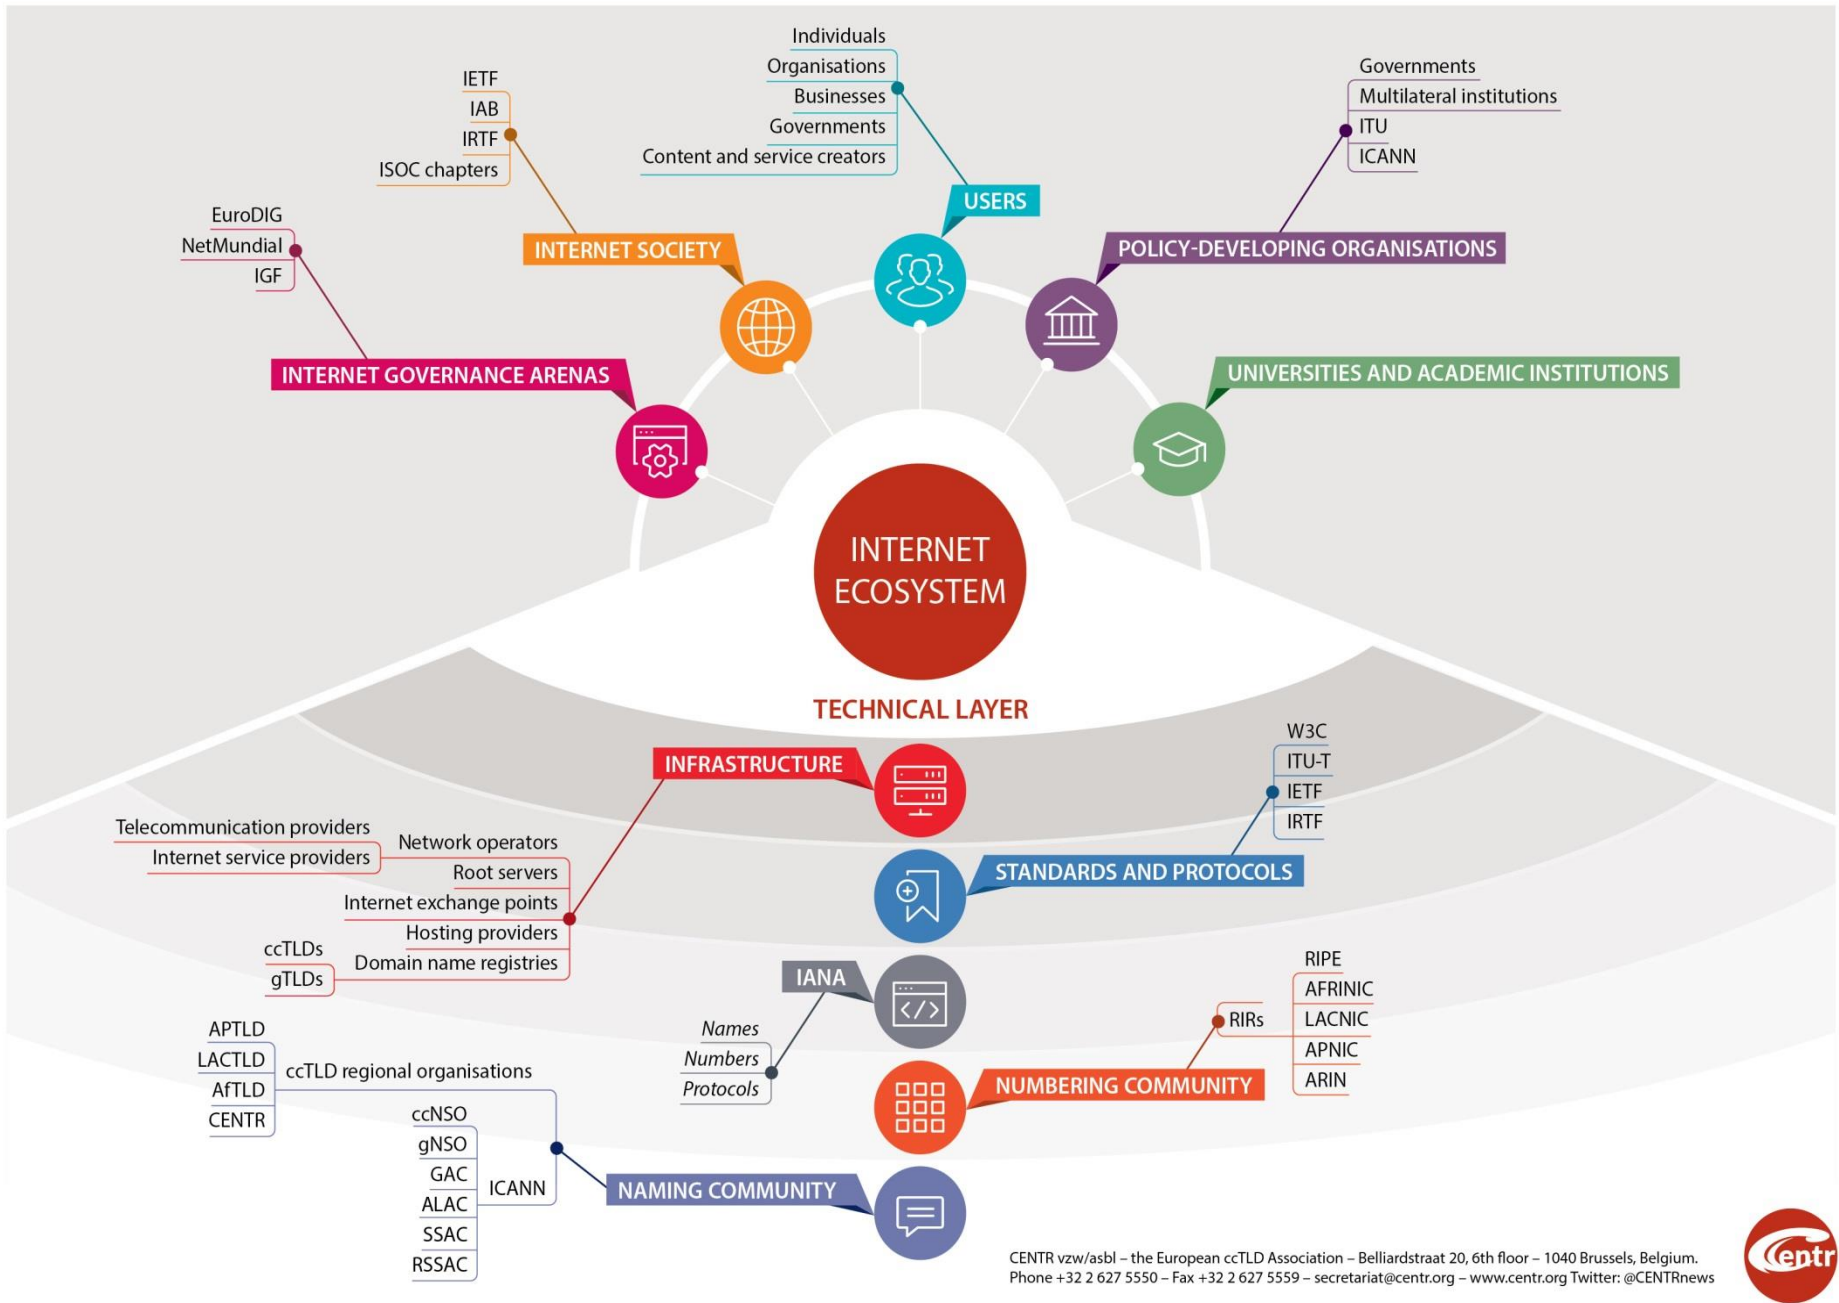 Individuals
Organisations
Businesses
Governments
Content and service creators
USERS
IETF
IAB
IRTF
ISOC chapters
INTERNET SOCIETY
Governments
Multilateral institutions
ITU
ICANN
POLICY-DEVELOPING ORGANISATIONS
EuroDIG
NetMundial
IGF
INTERNET GOVERNANCE ARENAS
UNIVERSITIES AND ACADEMIC INSTITUTIONS
INTERNET
ECOSYSTEM
TECHNICAL LAYER
INFRASTRUCTURE
Telecommunication providers
Internet service providers
Network operators
Root servers
Internet exchange points
Hosting providers
Domain name registries
ccTLDs
gTLDs
W3C
ITU-T
IETF
IRTF
STANDARDS AND PROTOCOLS
IANA
Names
Numbers
Protocols
RIPE
AFRINIC
LACNIC
APNIC
ARIN
RIRs
NUMBERING COMMUNITY
APTLD
LACTLD
AfTLD
CENTR
ccTLD regional organisations
ccNSO
gNSO
GAC
ALAC
SSAC
RSSAC
ICANN
NAMING COMMUNITY
CENTR vzw/asbl – the European ccTLD Association – Belliardstraat 20, 6th floor – 1040 Brussels, Belgium.
Phone +32 2 627 5550 – Fax +32 2 627 5559 – secretariat@centr.org – www.centr.org Twitter: @CENTRnews
Centr